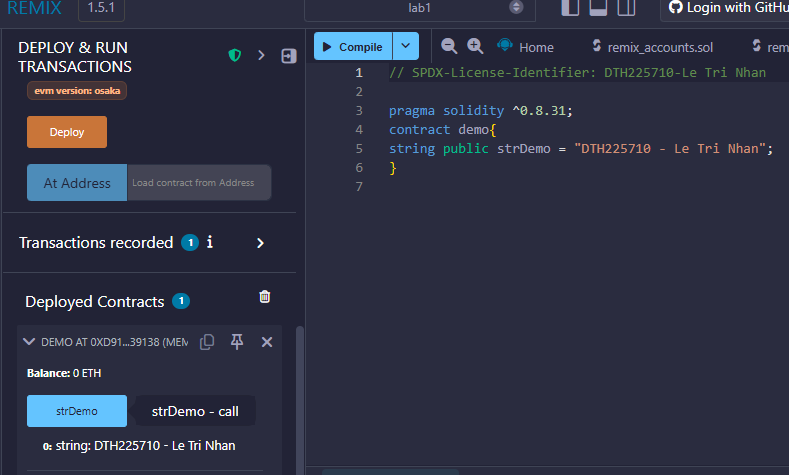 REMIX 1.5.1
lab1
Login with GitHu
DEPLOY & RUN
TRANSACTIONS
evm version: osaka
Deploy
At Address Load contract from Address
Transactions recorded 1 i
Deployed Contracts 1
DEMO AT 0XD91...39138 (MEM
Balance: 0 ETH
strDemo strDemo - call
0: string: DTH225710 - Le Tri Nhan
Compile Home remix_accounts.sol rem
1 // SPDX-License-Identifier: DTH225710-Le Tri Nhan
2
3 pragma solidity ^0.8.31;
4 contract demo{
5 string public strDemo = "DTH225710 - Le Tri Nhan";
6 }
7